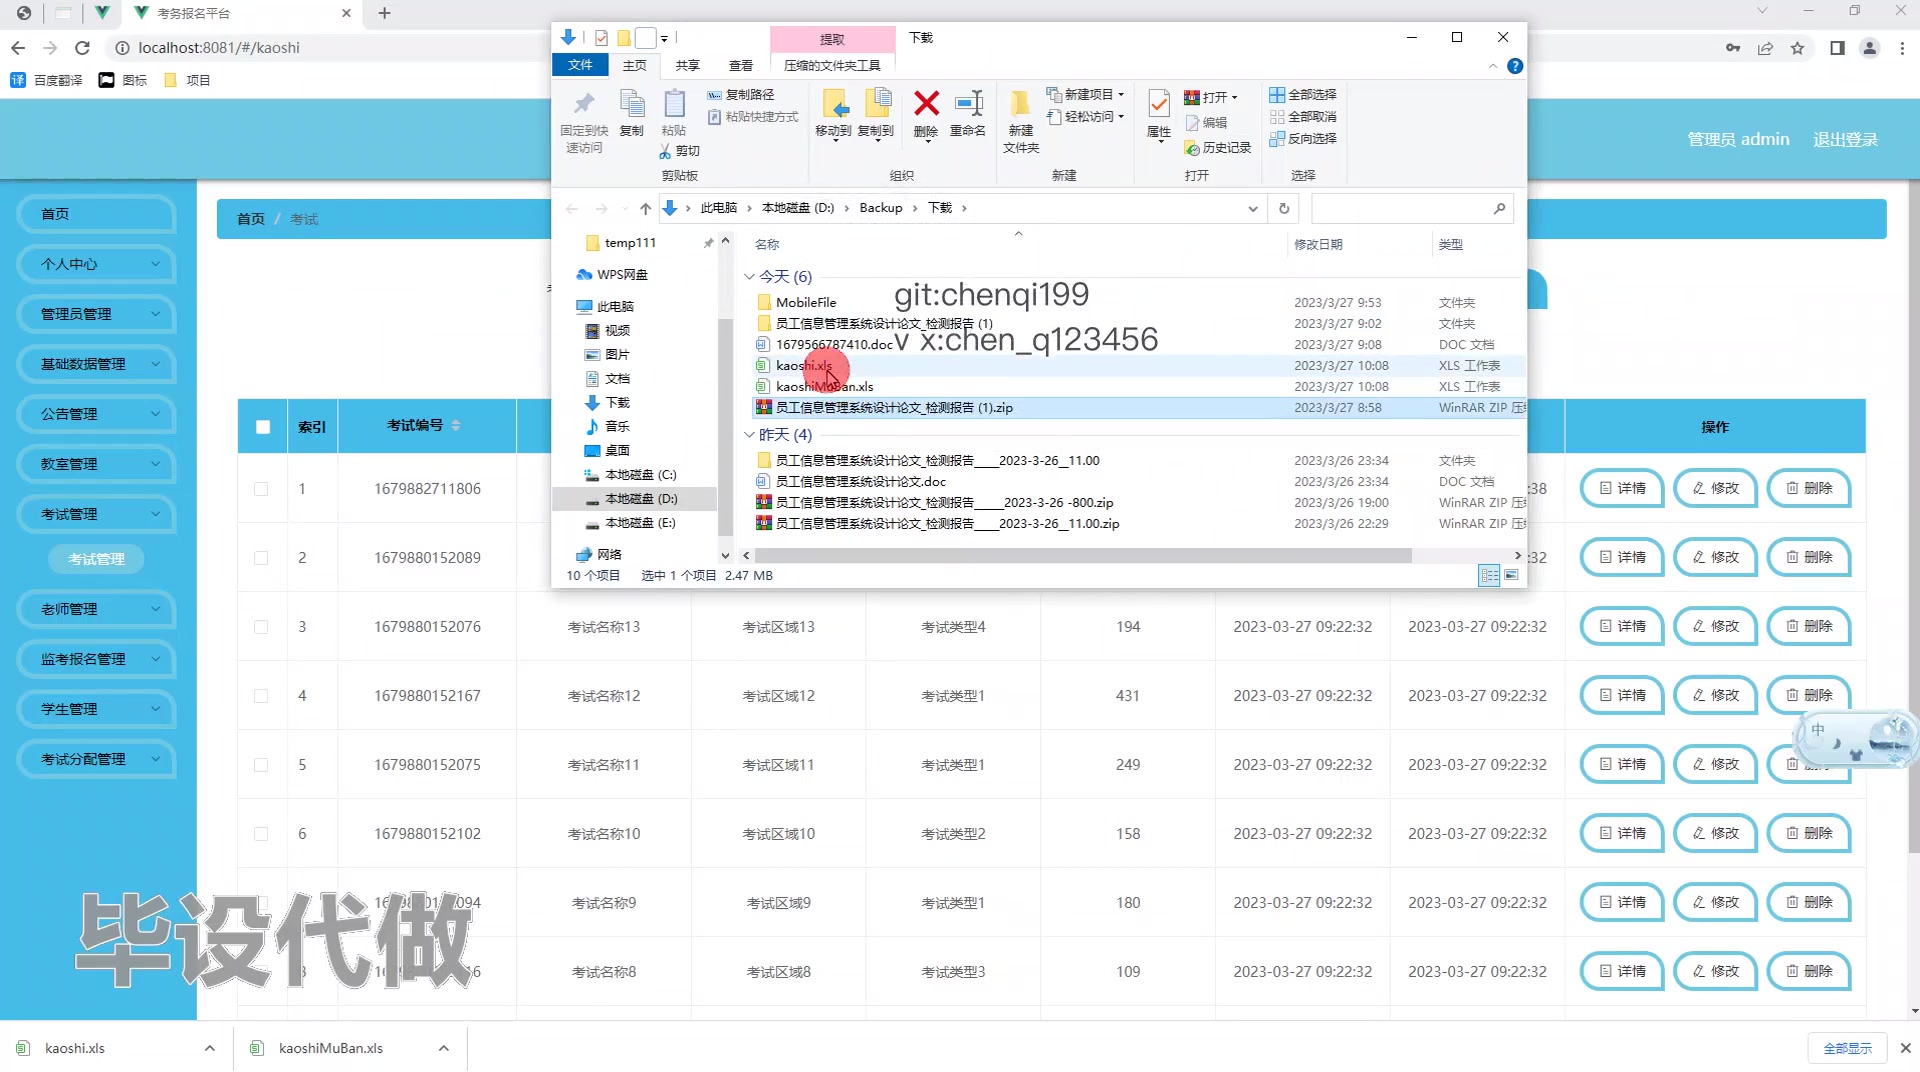 考务报名平台
localhost:8081/#/kaoshi
译 百度翻译 图标 项目
管理员 admin 退出登录
首页
个人中心
管理员管理
基础数据管理
公告管理
教室管理
考试管理
考试管理
老师管理
监考报名管理
学生管理
考试分配管理
首页 / 考试
索引 考试编号 操作
1 1679882711806 :38 详情 修改 删除
2 1679880152089 :32 详情 修改 删除
3 1679880152076 考试名称13 考试区域13 考试类型4 194 2023-03-27 09:22:32 2023-03-27 09:22:32 详情 修改 删除
4 1679880152167 考试名称12 考试区域12 考试类型1 431 2023-03-27 09:22:32 2023-03-27 09:22:32 详情 修改 删除
5 1679880152075 考试名称11 考试区域11 考试类型1 249 2023-03-27 09:22:32 2023-03-27 09:22:32 详情 修改
6 1679880152102 考试名称10 考试区域10 考试类型2 158 2023-03-27 09:22:32 2023-03-27 09:22:32 详情 修改 删除
考试名称9 考试区域9 考试类型1 180 2023-03-27 09:22:32 2023-03-27 09:22:32 详情 修改 删除
考试名称8 考试区域8 考试类型3 109 2023-03-27 09:22:32 2023-03-27 09:22:32 详情 修改 删除
提取 下载
文件 主页 共享 查看 压缩的文件夹工具
固定到快速访问
复制
粘贴
复制路径
粘贴快捷方式
剪切
剪贴板
移动到 复制到 删除 重命名
组织
新建文件夹
新建项目
轻松访问
新建
属性
打开
编辑
历史记录
打开
全部选择
全部取消
反向选择
选择
此电脑 本地磁盘 (D:) Backup 下载
temp111
WPS网盘
此电脑
视频
图片
文档
下载
音乐
桌面
本地磁盘 (C:)
本地磁盘 (D:)
本地磁盘 (E:)
网络
名称 修改日期 类型
今天 (6)
MobileFile 2023/3/27 9:53 文件夹
员工信息管理系统设计论文_检测报告 (1) 2023/3/27 9:02 文件夹
1679566787410.doc 2023/3/27 9:08 DOC 文档
kaoshi.xls 2023/3/27 10:08 XLS 工作表
kaoshiMuBan.xls 2023/3/27 10:08 XLS 工作表
员工信息管理系统设计论文_检测报告 (1).zip 2023/3/27 8:58 WinRAR ZIP 压缩
昨天 (4)
员工信息管理系统设计论文_检测报告____2023-3-26__11.00 2023/3/26 23:34 文件夹
员工信息管理系统设计论文.doc 2023/3/26 23:34 DOC 文档
员工信息管理系统设计论文_检测报告____2023-3-26 -800.zip 2023/3/26 19:00 WinRAR ZIP 压缩
员工信息管理系统设计论文_检测报告____2023-3-26__11.00.zip 2023/3/26 22:29 WinRAR ZIP 压缩
10 个项目 选中 1 个项目 2.47 MB
git:chenqi199
v x:chen_q123456
中
毕设代做
kaoshi.xls kaoshiMuBan.xls 全部显示